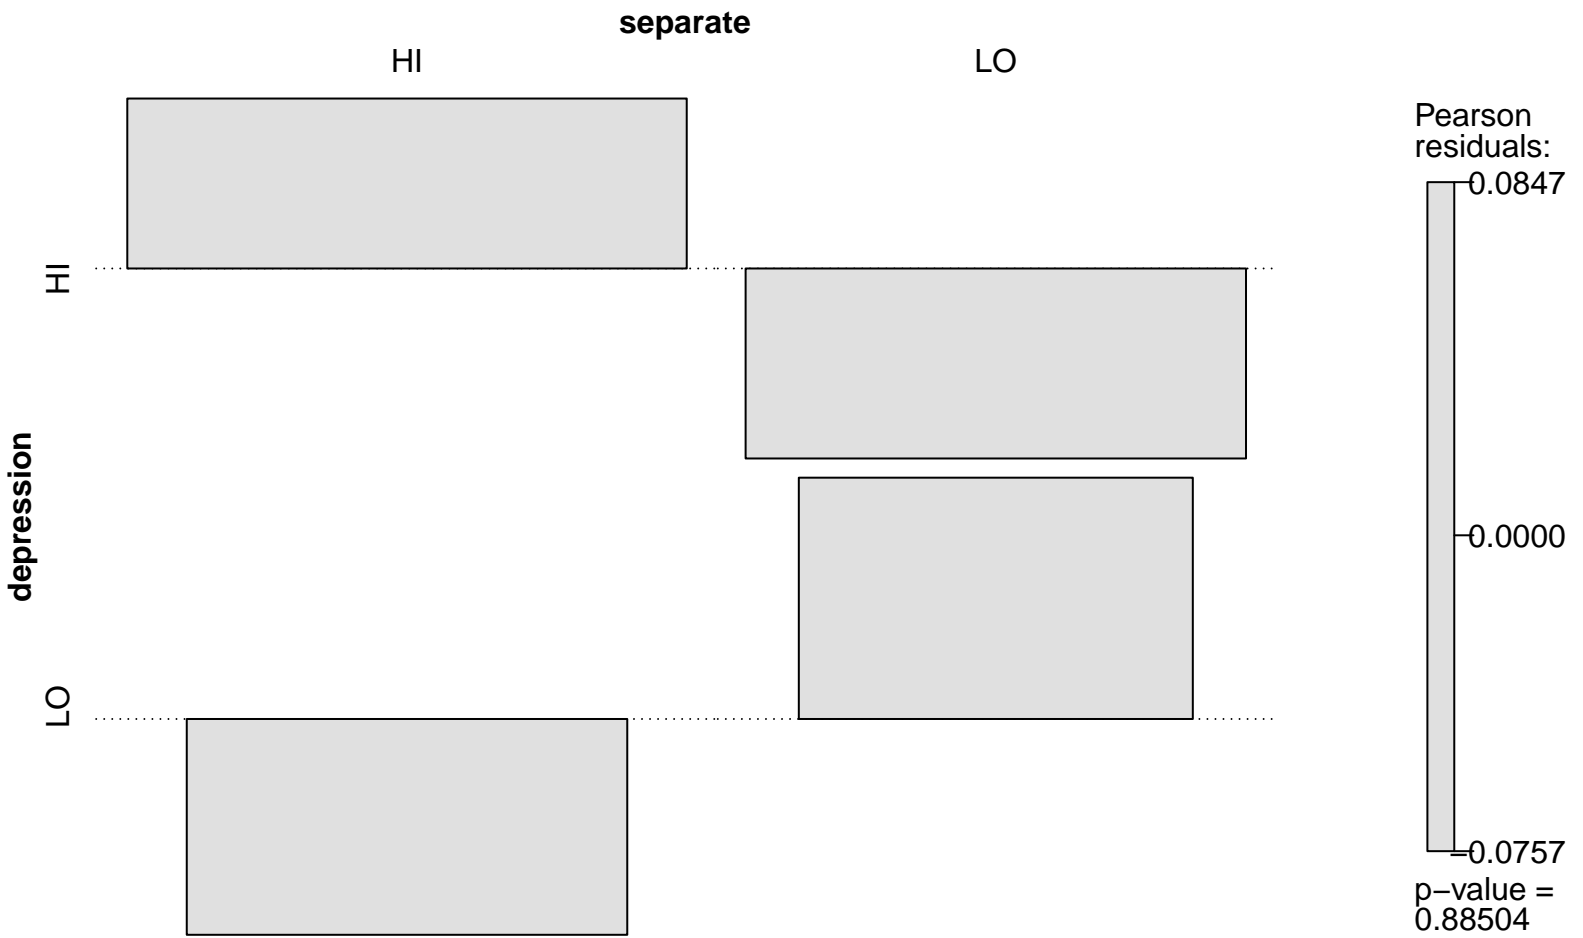 separate
HI
LO
HI
LO
depression
Pearson
residuals:
0.0847
0.0000
−0.0757
p−value =
0.88504